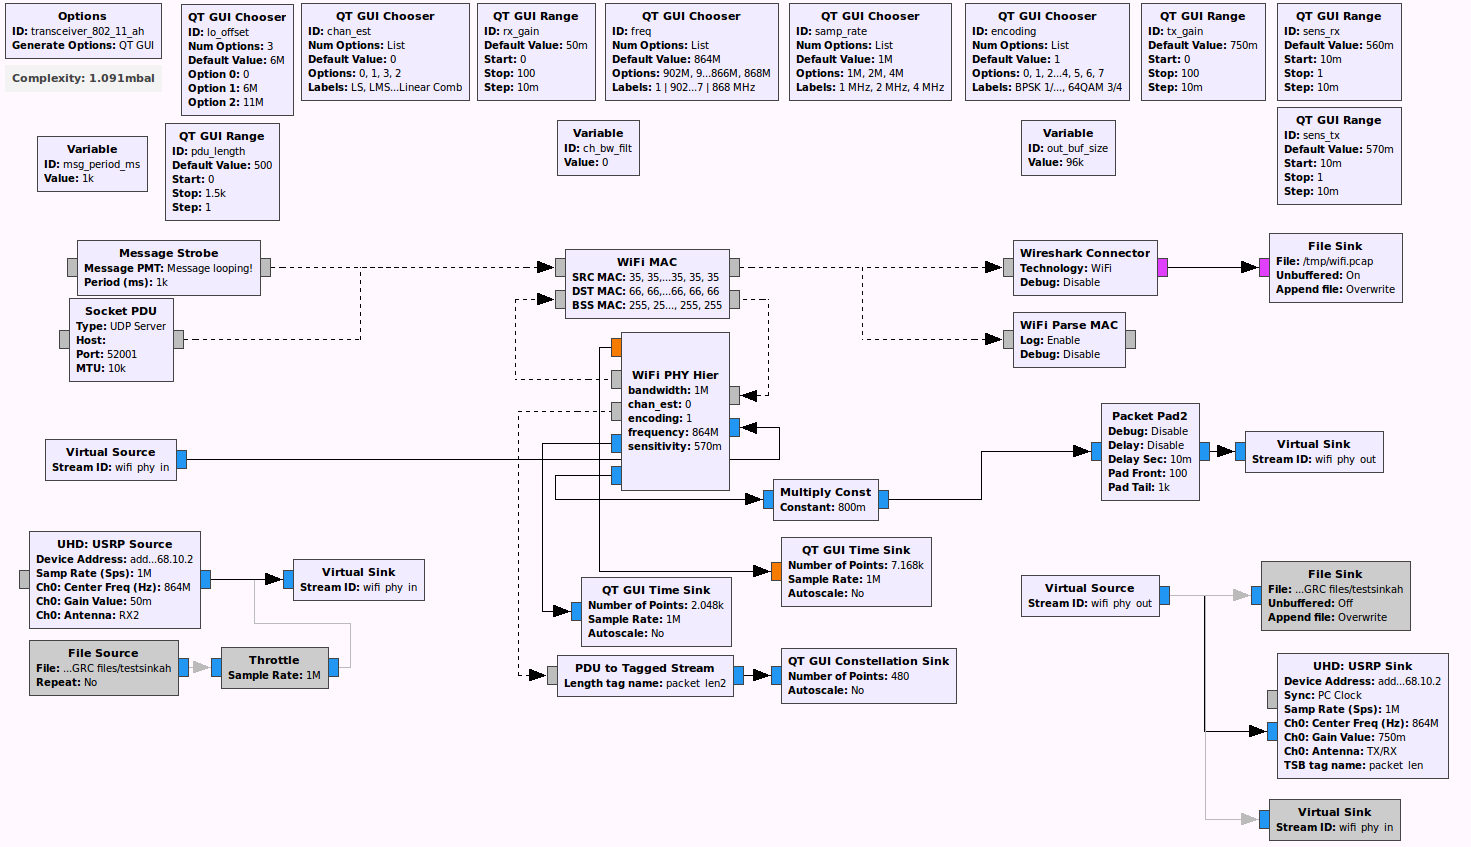 Options
ID: transceiver_802_11_ah
Generate Options: QT GUI
Complexity: 1.091mbal
QT GUI Chooser
ID: lo_offset
Num Options: 3
Default Value: 6M
Option 0: 0
Option 1: 6M
Option 2: 11M
QT GUI Chooser
ID: chan_est
Num Options: List
Default Value: 0
Options: 0, 1, 3, 2
Labels: LS, LMS...Linear Comb
QT GUI Range
ID: rx_gain
Default Value: 50m
Start: 0
Stop: 100
Step: 10m
QT GUI Chooser
ID: freq
Num Options: List
Default Value: 864M
Options: 902M, 9...866M, 868M
Labels: 1 | 902...7 | 868 MHz
QT GUI Chooser
ID: samp_rate
Num Options: List
Default Value: 1M
Options: 1M, 2M, 4M
Labels: 1 MHz, 2 MHz, 4 MHz
QT GUI Chooser
ID: encoding
Num Options: List
Default Value: 1
Options: 0, 1, 2...4, 5, 6, 7
Labels: BPSK 1/..., 64QAM 3/4
QT GUI Range
ID: tx_gain
Default Value: 750m
Start: 0
Stop: 100
Step: 10m
QT GUI Range
ID: sens_rx
Default Value: 560m
Start: 10m
Stop: 1
Step: 10m
Variable
ID: msg_period_ms
Value: 1k
QT GUI Range
ID: pdu_length
Default Value: 500
Start: 0
Stop: 1.5k
Step: 1
Variable
ID: ch_bw_filt
Value: 0
Variable
ID: out_buf_size
Value: 96k
QT GUI Range
ID: sens_tx
Default Value: 570m
Start: 10m
Stop: 1
Step: 10m
Message Strobe
Message PMT: Message looping!
Period (ms): 1k
Socket PDU
Type: UDP Server
Host:
Port: 52001
MTU: 10k
WiFi MAC
SRC MAC: 35, 35,...35, 35, 35
DST MAC: 66, 66,...66, 66, 66
BSS MAC: 255, 25..., 255, 255
Wireshark Connector
Technology: WiFi
Debug: Disable
File Sink
File: /tmp/wifi.pcap
Unbuffered: On
Append file: Overwrite
WiFi Parse MAC
Log: Enable
Debug: Disable
WiFi PHY Hier
bandwidth: 1M
chan_est: 0
encoding: 1
frequency: 864M
sensitivity: 570m
Virtual Source
Stream ID: wifi_phy_in
Packet Pad2
Debug: Disable
Delay: Disable
Delay Sec: 10m
Pad Front: 100
Pad Tail: 1k
Virtual Sink
Stream ID: wifi_phy_out
Multiply Const
Constant: 800m
UHD: USRP Source
Device Address: add...68.10.2
Samp Rate (Sps): 1M
Ch0: Center Freq (Hz): 864M
Ch0: Gain Value: 50m
Ch0: Antenna: RX2
Virtual Sink
Stream ID: wifi_phy_in
QT GUI Time Sink
Number of Points: 7.168k
Sample Rate: 1M
Autoscale: No
QT GUI Time Sink
Number of Points: 2.048k
Sample Rate: 1M
Autoscale: No
Virtual Source
Stream ID: wifi_phy_out
File Sink
File: ...GRC files/testsinkah
Unbuffered: Off
Append file: Overwrite
File Source
File: ...GRC files/testsinkah
Repeat: No
Throttle
Sample Rate: 1M
PDU to Tagged Stream
Length tag name: packet_len2
QT GUI Constellation Sink
Number of Points: 480
Autoscale: No
UHD: USRP Sink
Device Address: add...68.10.2
Sync: PC Clock
Samp Rate (Sps): 1M
Ch0: Center Freq (Hz): 864M
Ch0: Gain Value: 750m
Ch0: Antenna: TX/RX
TSB tag name: packet_len
Virtual Sink
Stream ID: wifi_phy_in